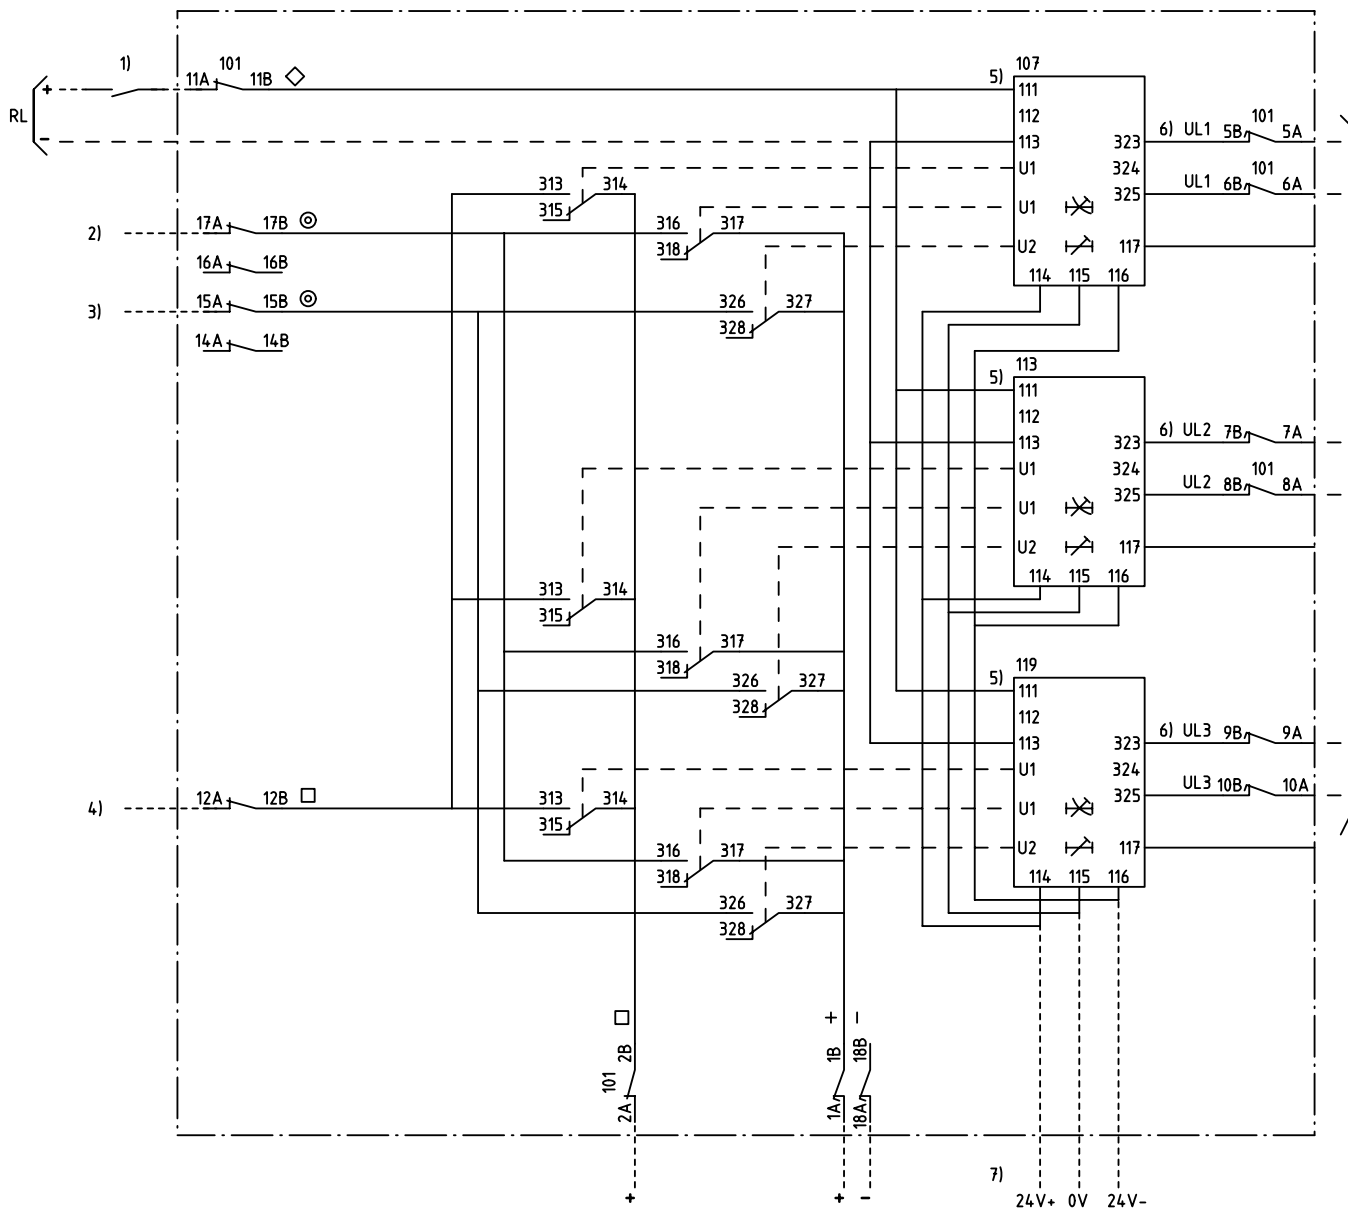 1)
101
11A
11B
5)
107
111
+
RL
-
112
113
323
6) UL1
5B
101
5A
U1
324
UL1
6B
101
6A
325
313
314
315
U1
17A
17B
316
317
2)
318
U2
117
16A
16B
114
115
116
15A
15B
326
327
3)
328
14A
14B
113
5)
111
112
6) UL2
7B
7A
113
323
U1
324
UL2
8B
101
8A
325
U1
U2
117
114
115
116
313
314
315
316
317
318
119
5)
111
326
327
328
112
6) UL3
9B
9A
113
323
U1
324
UL3
10B
10A
325
12A
12B
313
314
4)
315
U1
316
317
U2
117
318
114
115
116
326
327
328
+
-
2B
1B
18B
101
2A
1A
18A
7)
+
+
-
24V+
0V
24V-